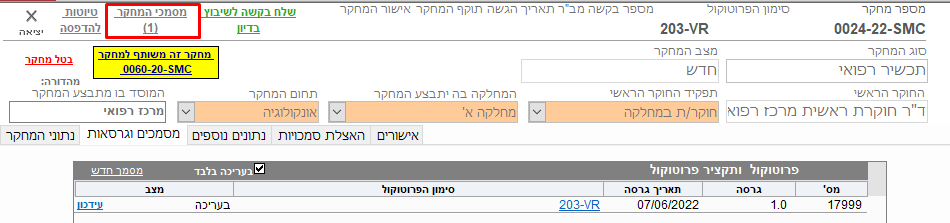 מספר מחקר סימון הפרוטוקול מספר בקשה מב"ר תאריך הגשה תוקף המחקר אישור המחקר שלח בקשה לשיבוץ מסמכי המחקר טיוטות
0024-22-SMC 203-VR בדיון (1) להדפסה יציאה
סוג המחקר מצב המחקר מחקר זה משותף למחקר
תכשיר רפואי חדש 0060-20-SMC בטל מחקר
מהדורה:
החוקר הראשי תפקיד החוקר הראשי המחלקה בה יתבצע המחקר תחום המחקר המוסד בו מתבצע המחקר
ד"ר חוקרת ראשית מרכז רפוא חוקר/ת במחלקה מחלקה א' אונקולוגיה מרכז רפואי
נתוני המחקר מסמכים וגרסאות נתונים נוספים האצלת סמכויות אישורים
פרוטוקול ותקציר פרוטוקול בעריכה בלבד מסמך חדש
מס' גרסה תאריך גרסה סימון הפרוטוקול מצב
17999 1.0 07/06/2022 203-VR בעריכה עידכון